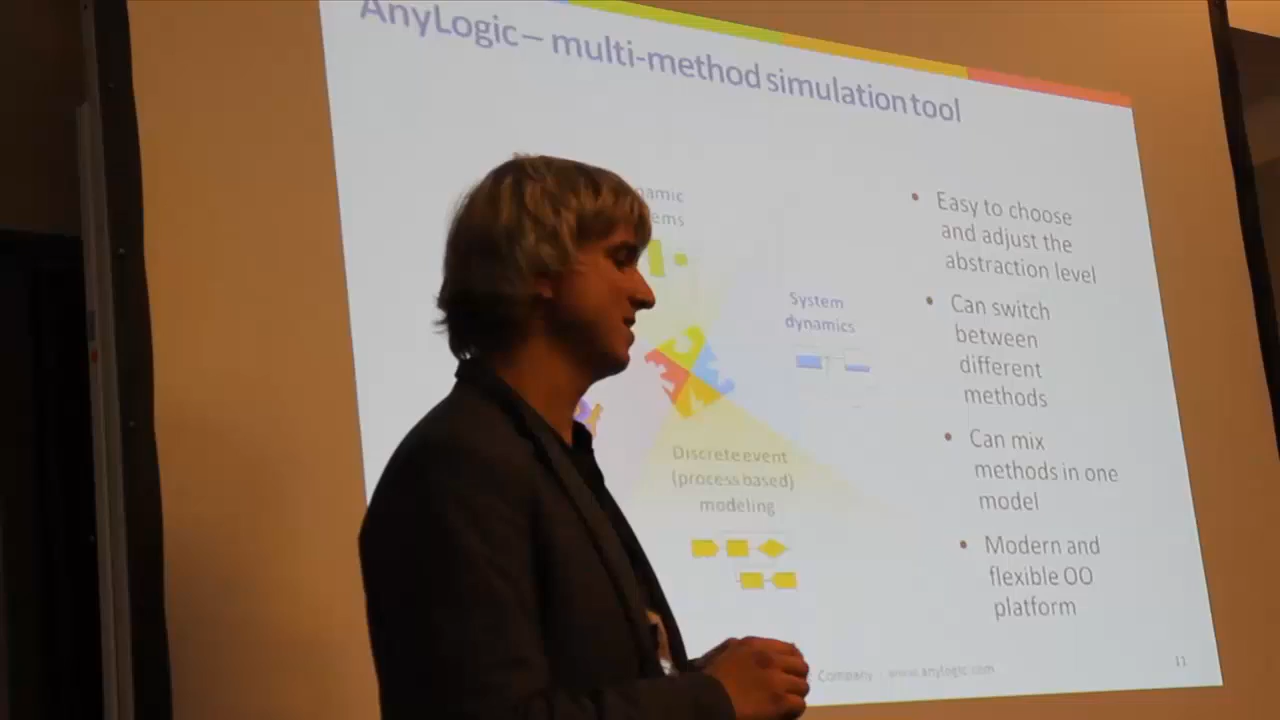 AnyLogic – multi-method simulation tool
System
dynamics
Discrete event
(process based)
modeling
• Easy to choose
and adjust the
abstraction level
• Can switch
between
different
methods
• Can mix
methods in one
model
• Modern and
flexible OO
platform
Company www.anylogic.com
11